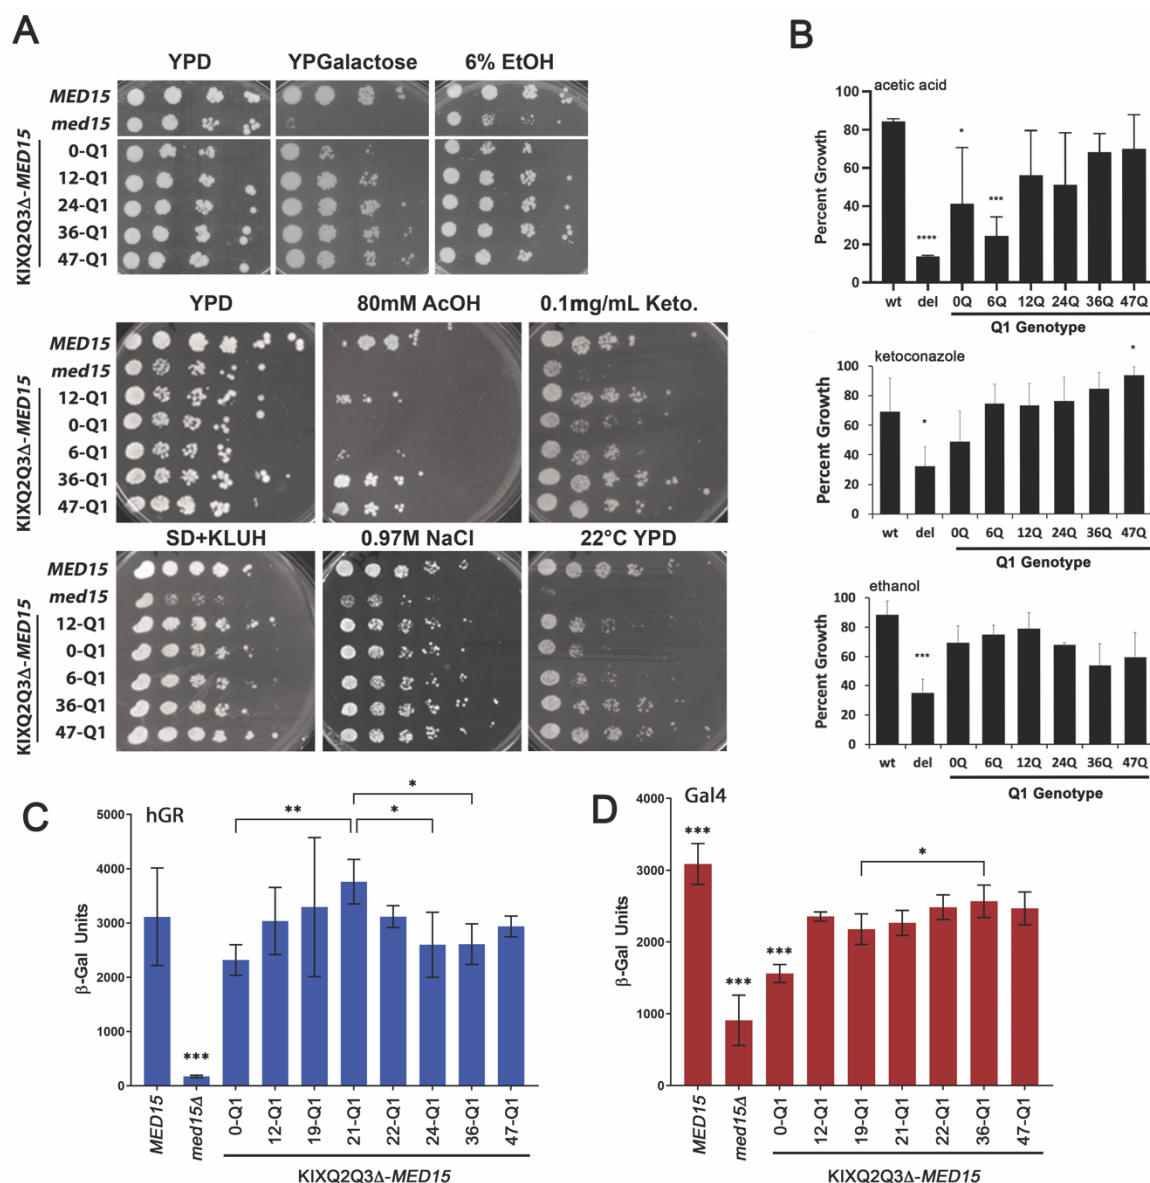 A
YPD YPGalactose 6% EtOH
MED15
med15
0-Q1
12-Q1
24-Q1
36-Q1
47-Q1
KIXQ2Q3Δ-MED15
YPD 80mM AcOH 0.1mg/mL Keto.
MED15
med15
12-Q1
0-Q1
6-Q1
36-Q1
47-Q1
KIXQ2Q3Δ-MED15
SD+KLUH 0.97M NaCl 22°C YPD
MED15
med15
12-Q1
0-Q1
6-Q1
36-Q1
47-Q1
KIXQ2Q3Δ-MED15
B
acetic acid
Percent Growth
100
80
60
40
20
0
* *** ****
wt del 0Q 6Q 12Q 24Q 36Q 47Q
Q1 Genotype
ketoconazole
Percent Growth
100
80
60
40
20
0
* *
wt del 0Q 6Q 12Q 24Q 36Q 47Q
Q1 Genotype
ethanol
Percent Growth
100
80
60
40
20
0
***
wt del 0Q 6Q 12Q 24Q 36Q 47Q
Q1 Genotype
C
hGR
β-Gal Units
5000
4000
3000
2000
1000
0
*
** *
***
MED15 med15Δ 0-Q1 12-Q1 19-Q1 21-Q1 22-Q1 24-Q1 36-Q1 47-Q1
KIXQ2Q3Δ-MED15
D
Gal4
β-Gal Units
4000
3000
2000
1000
0
*** *
*** ***
MED15 med15Δ 0-Q1 12-Q1 19-Q1 21-Q1 22-Q1 36-Q1 47-Q1
KIXQ2Q3Δ-MED15